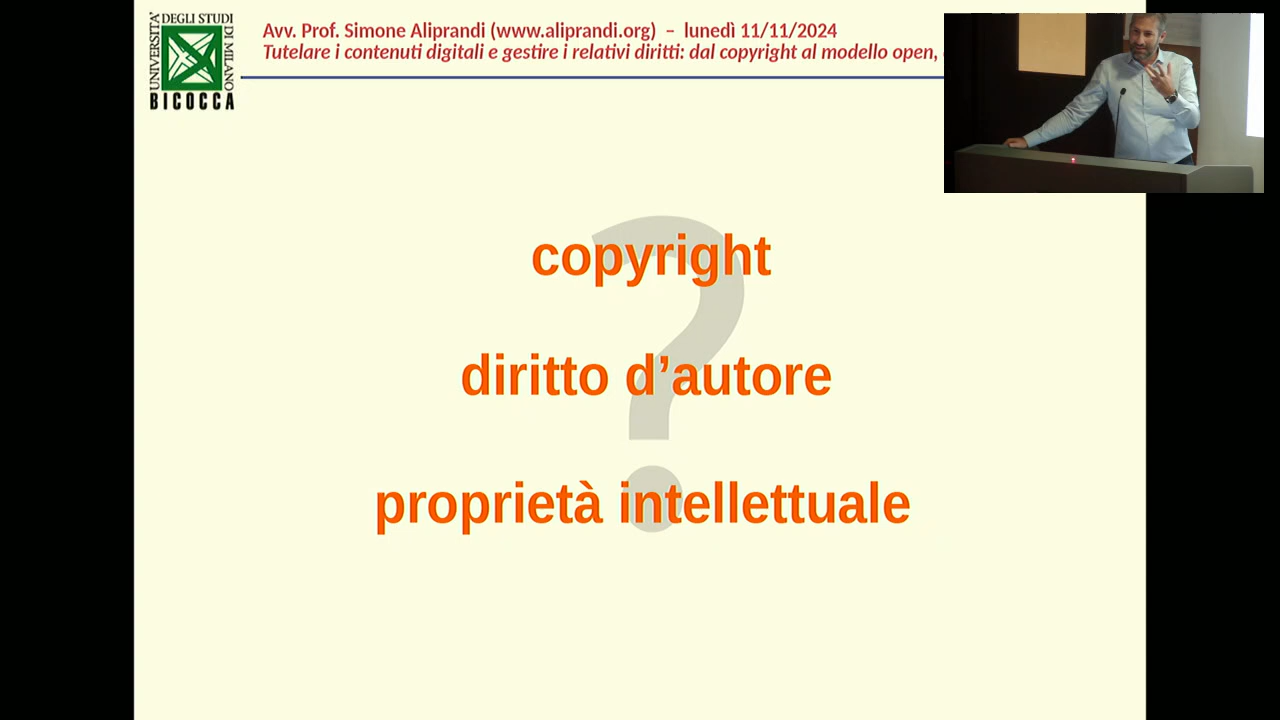 UNIVERSITA' DEGLI STUDI DI MILANO
BICOCCA
Avv. Prof. Simone Aliprandi (www.aliprandi.org) – lunedì 11/11/2024
Tutelare i contenuti digitali e gestire i relativi diritti: dal copyright al modello open,
copyright
diritto d’autore
proprietà intellettuale
?